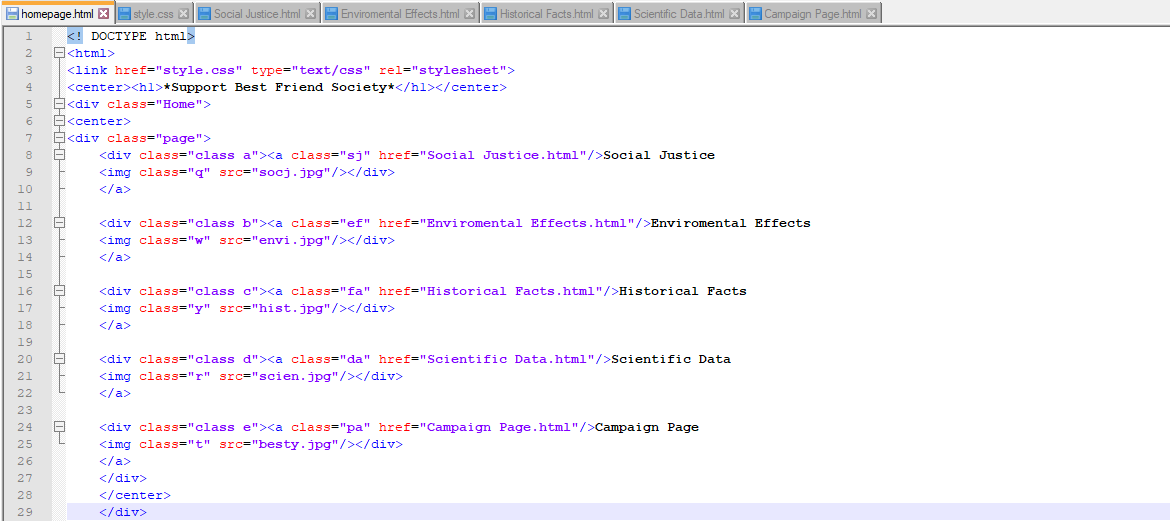 homepage.html style.css Social Justice.html Enviromental Effects.html Historical Facts.html Scientific Data.html Campaign Page.html
1 <! DOCTYPE html>
2 <html>
3 <link href="style.css" type="text/css" rel="stylesheet">
4 <center><h1>*Support Best Friend Society*</h1></center>
5 <div class="Home">
6 <center>
7 <div class="page">
8 <div class="class a"><a class="sj" href="Social Justice.html"/>Social Justice
9 <img class="q" src="socj.jpg"/></div>
10 </a>
11
12 <div class="class b"><a class="ef" href="Enviromental Effects.html"/>Enviromental Effects
13 <img class="w" src="envi.jpg"/></div>
14 </a>
15
16 <div class="class c"><a class="fa" href="Historical Facts.html"/>Historical Facts
17 <img class="y" src="hist.jpg"/></div>
18 </a>
19
20 <div class="class d"><a class="da" href="Scientific Data.html"/>Scientific Data
21 <img class="r" src="scien.jpg"/></div>
22 </a>
23
24 <div class="class e"><a class="pa" href="Campaign Page.html"/>Campaign Page
25 <img class="t" src="besty.jpg"/></div>
26 </a>
27 </div>
28 </center>
29 </div>